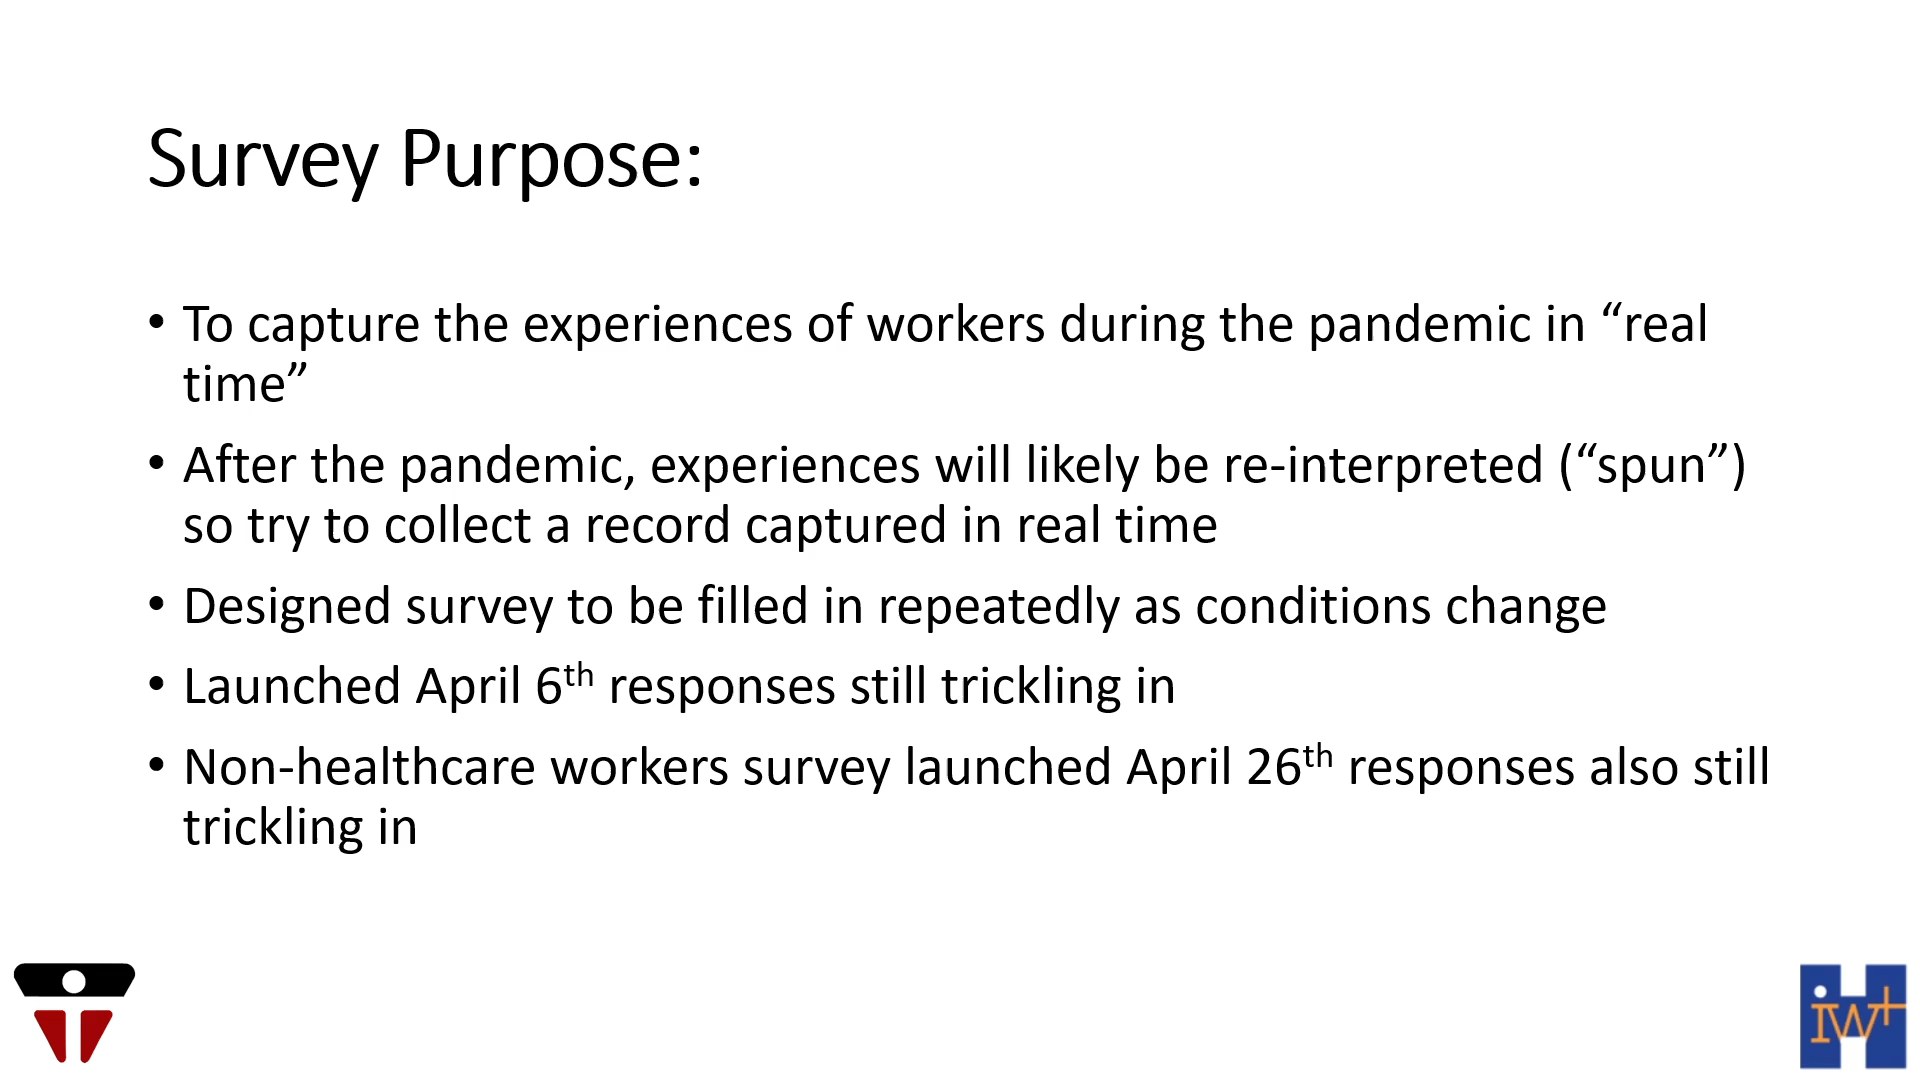 Survey Purpose:
• To capture the experiences of workers during the pandemic in “real
time”
• After the pandemic, experiences will likely be re-interpreted (“spun”)
so try to collect a record captured in real time
• Designed survey to be filled in repeatedly as conditions change
• Launched April 6th responses still trickling in
• Non-healthcare workers survey launched April 26th responses also still
trickling in
iw+